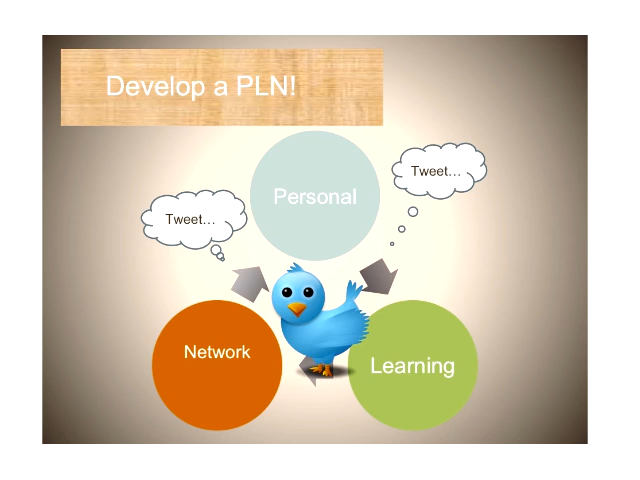 Develop a PLN!
Tweet…
Personal
Tweet…
Network
Learning